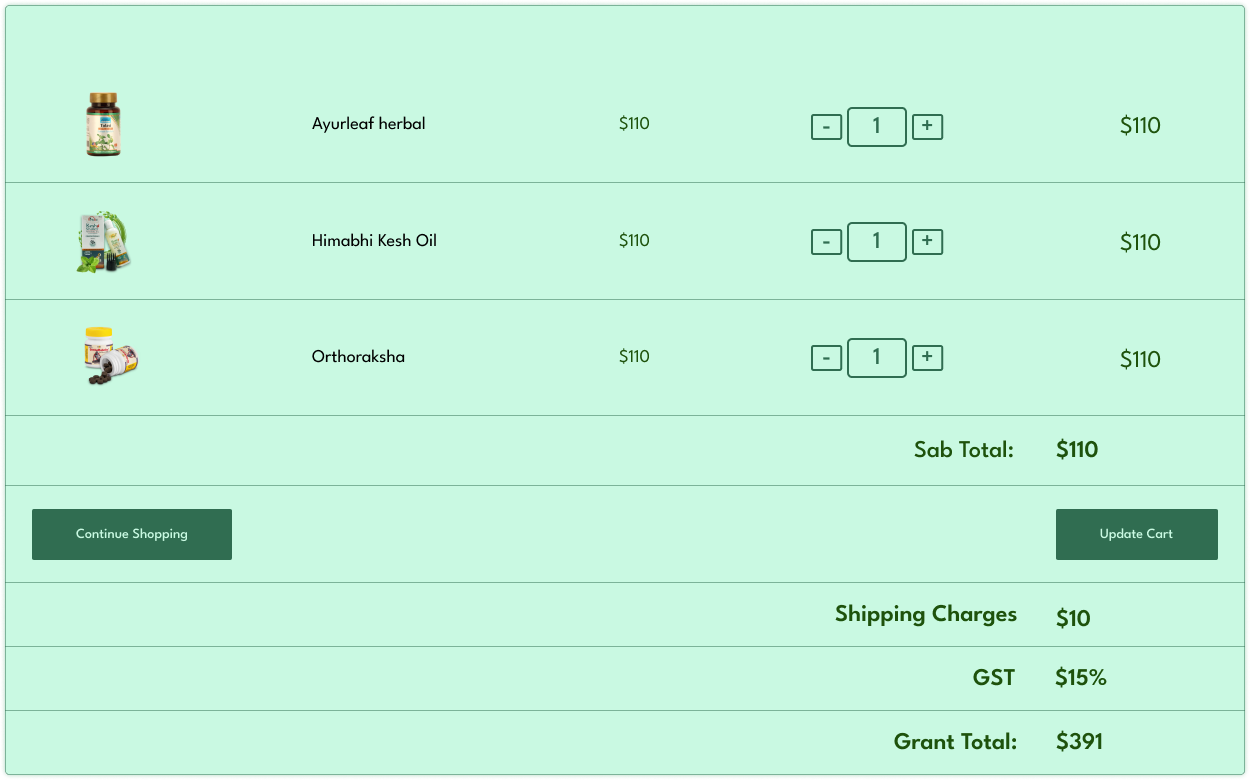 Ayurleaf herbal $110 - 1 + $110
Himabhi Kesh Oil $110 - 1 + $110
Orthoraksha $110 - 1 + $110
Sab Total: $110
Continue Shopping Update Cart
Shipping Charges $10
GST $15%
Grant Total: $391